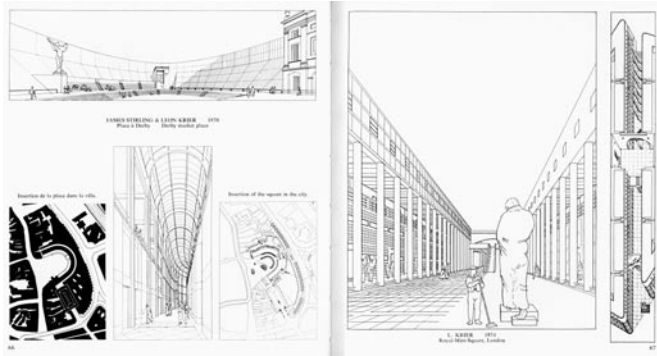 JAMES STIRLING & LEON KRIER 1970
Place à Derby Derby market place
Insertion de la place dans la ville.
Insertion of the square in the city.
66
L. KRIER 1974
Royal Mint Square, London
67